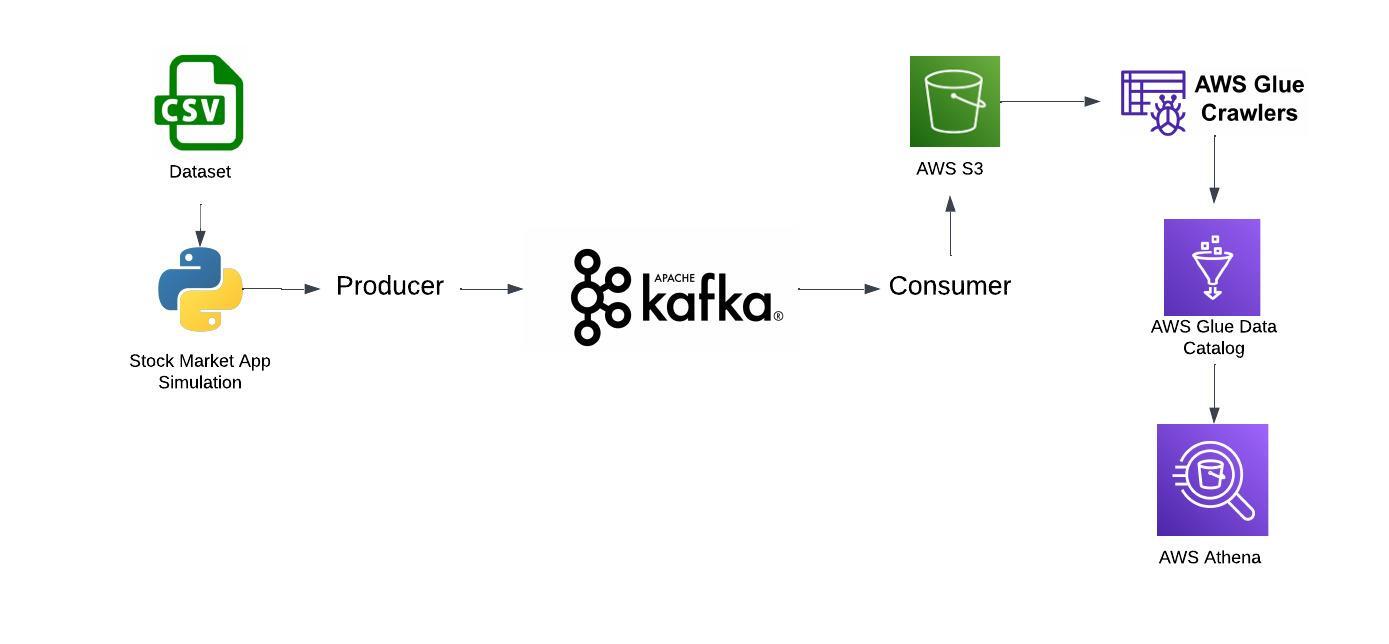 CSV
Dataset
Stock Market App
Simulation
Producer
APACHE
kafka®
Consumer
AWS S3
AWS Glue
Crawlers
AWS Glue Data
Catalog
AWS Athena